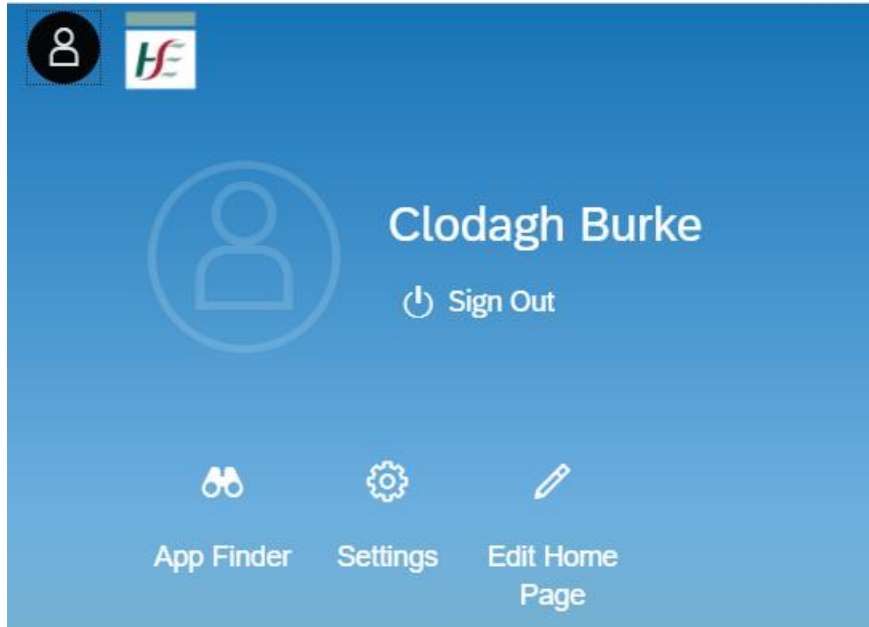 HSE
Clodagh Burke
Sign Out
App Finder Settings Edit Home
Page